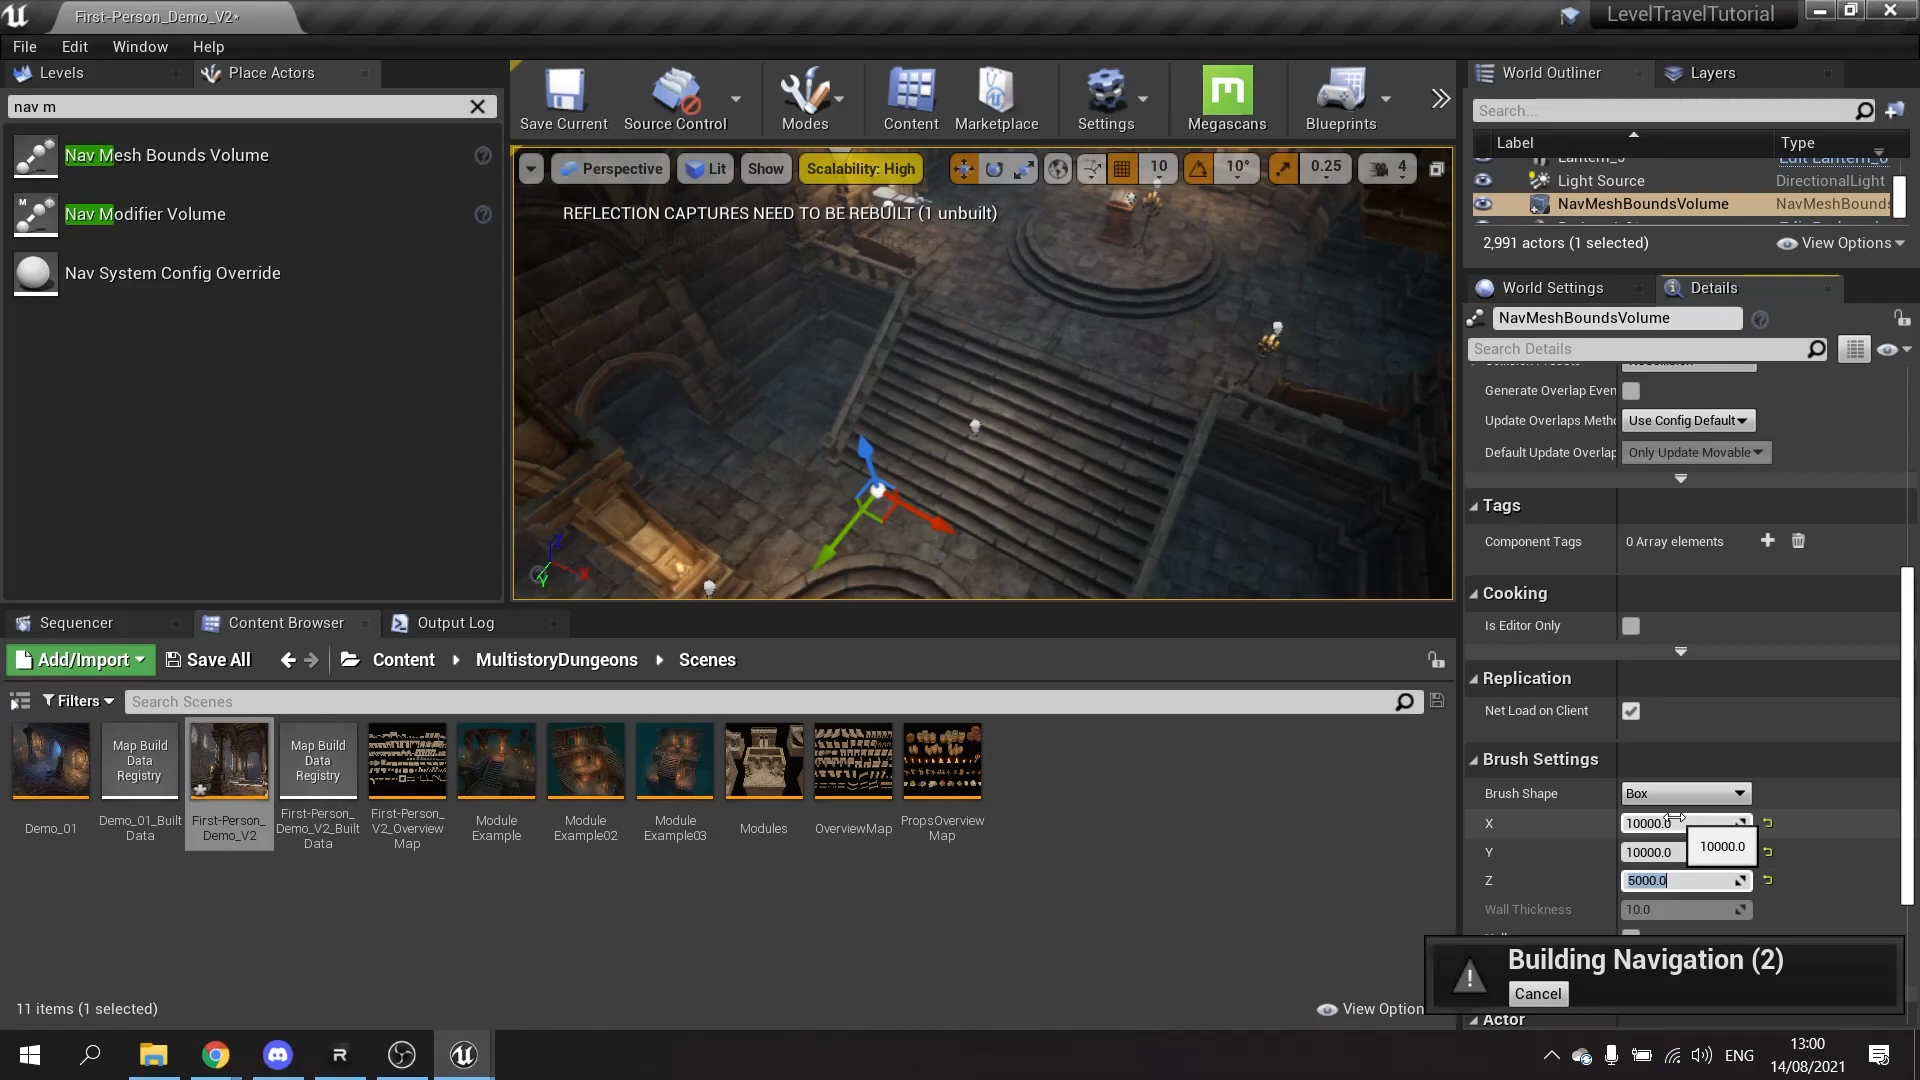 First-Person_Demo_V2*
LevelTravelTutorial
File Edit Window Help
Levels
Place Actors
nav m
Nav Mesh Bounds Volume
Nav Modifier Volume
Nav System Config Override
Save Current
Source Control
Modes
Content
Marketplace
Settings
Megascans
Blueprints
Perspective
Lit
Show
Scalability: High
10
10°
0.25
4
REFLECTION CAPTURES NEED TO BE REBUILT (1 unbuilt)
World Outliner
Layers
Search...
Label
Type
Light Source
DirectionalLight
NavMeshBoundsVolume
NavMeshBounds
2,991 actors (1 selected)
View Options
World Settings
Details
NavMeshBoundsVolume
Search Details
Generate Overlap Even
Update Overlaps Metho
Use Config Default
Default Update Overlap
Only Update Movable
Tags
Component Tags
0 Array elements
Cooking
Is Editor Only
Replication
Net Load on Client
Brush Settings
Brush Shape
Box
X
10000.0
10000.0
Y
10000.0
Z
5000.0
Wall Thickness
10.0
Building Navigation (2)
Cancel
Actor
Sequencer
Content Browser
Output Log
Add/Import
Save All
Content
MultistoryDungeons
Scenes
Filters
Search Scenes
Map Build
Data
Registry
Map Build
Data
Registry
Demo_01
Demo_01_Built
Data
First-Person_
Demo_V2
First-Person_
Demo_V2_Built
Data
First-Person_
V2_Overview
Map
Module
Example
Module
Example02
Module
Example03
Modules
OverviewMap
PropsOverview
Map
11 items (1 selected)
View Option
ENG
13:00
14/08/2021